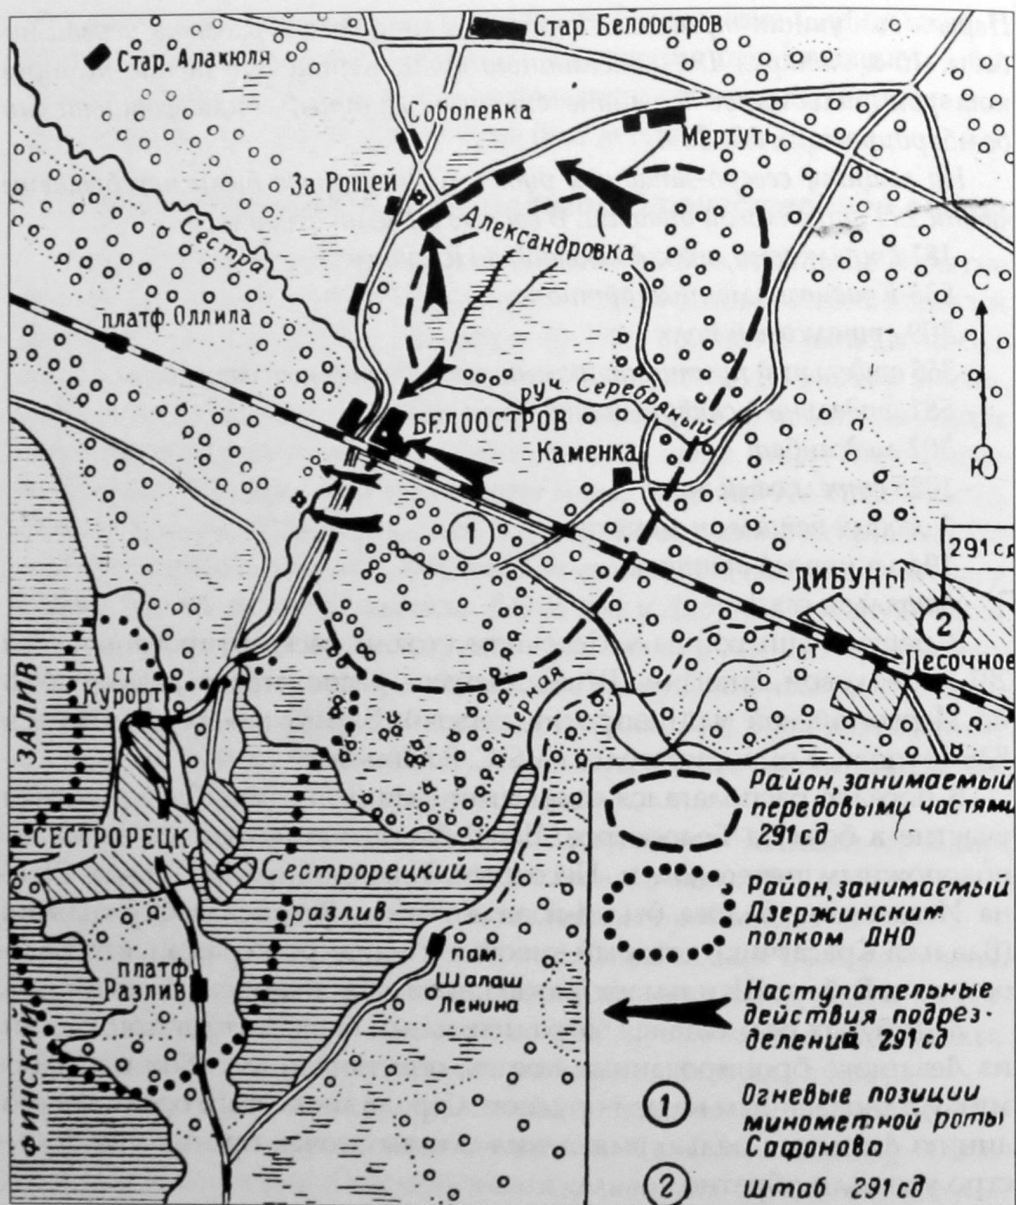 Стар. Белоостров
Стар. Алакюля
Соболевка
Мертуть
За Рощей
Александровка
р. Сестра
платф. Оллила
С
руч. Серебряный
БЕЛООСТРОВ
Каменка
Ю
1
291 сд
ЛИБУНЫ
2
ст.
Песочное
ст.
Курорт
р. Черная
ЗАЛИВ
СЕСТРОРЕЦК
Сестрорецкий
разлив
платф.
Разлив
пам.
Шалаш
Ленина
ФИНСКИЙ
Район, занимаемый
передовыми частями
291 сд
Район, занимаемый
Дзержинским
полком ДНО
Наступательные
действия подраз-
делений 291 сд
1
Огневые позиции
минометной роты
Сафонова
2
Штаб 291 сд